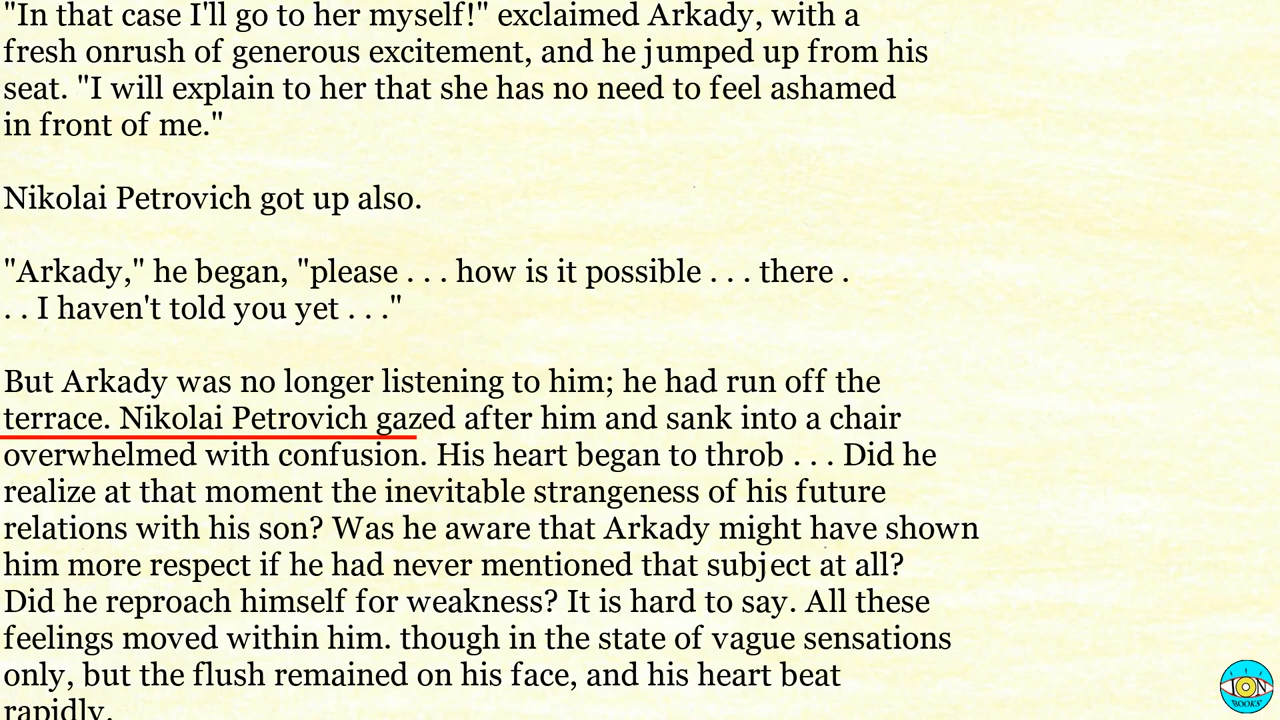 "In that case I'll go to her myself!" exclaimed Arkady, with a
fresh onrush of generous excitement, and he jumped up from his
seat. "I will explain to her that she has no need to feel ashamed
in front of me."
Nikolai Petrovich got up also.
"Arkady," he began, "please . . . how is it possible . . . there .
. . I haven't told you yet . . ."
But Arkady was no longer listening to him; he had run off the
terrace. Nikolai Petrovich gazed after him and sank into a chair
overwhelmed with confusion. His heart began to throb . . . Did he
realize at that moment the inevitable strangeness of his future
relations with his son? Was he aware that Arkady might have shown
him more respect if he had never mentioned that subject at all?
Did he reproach himself for weakness? It is hard to say. All these
feelings moved within him. though in the state of vague sensations
only, but the flush remained on his face, and his heart beat
rapidly.
ION
BOOKS